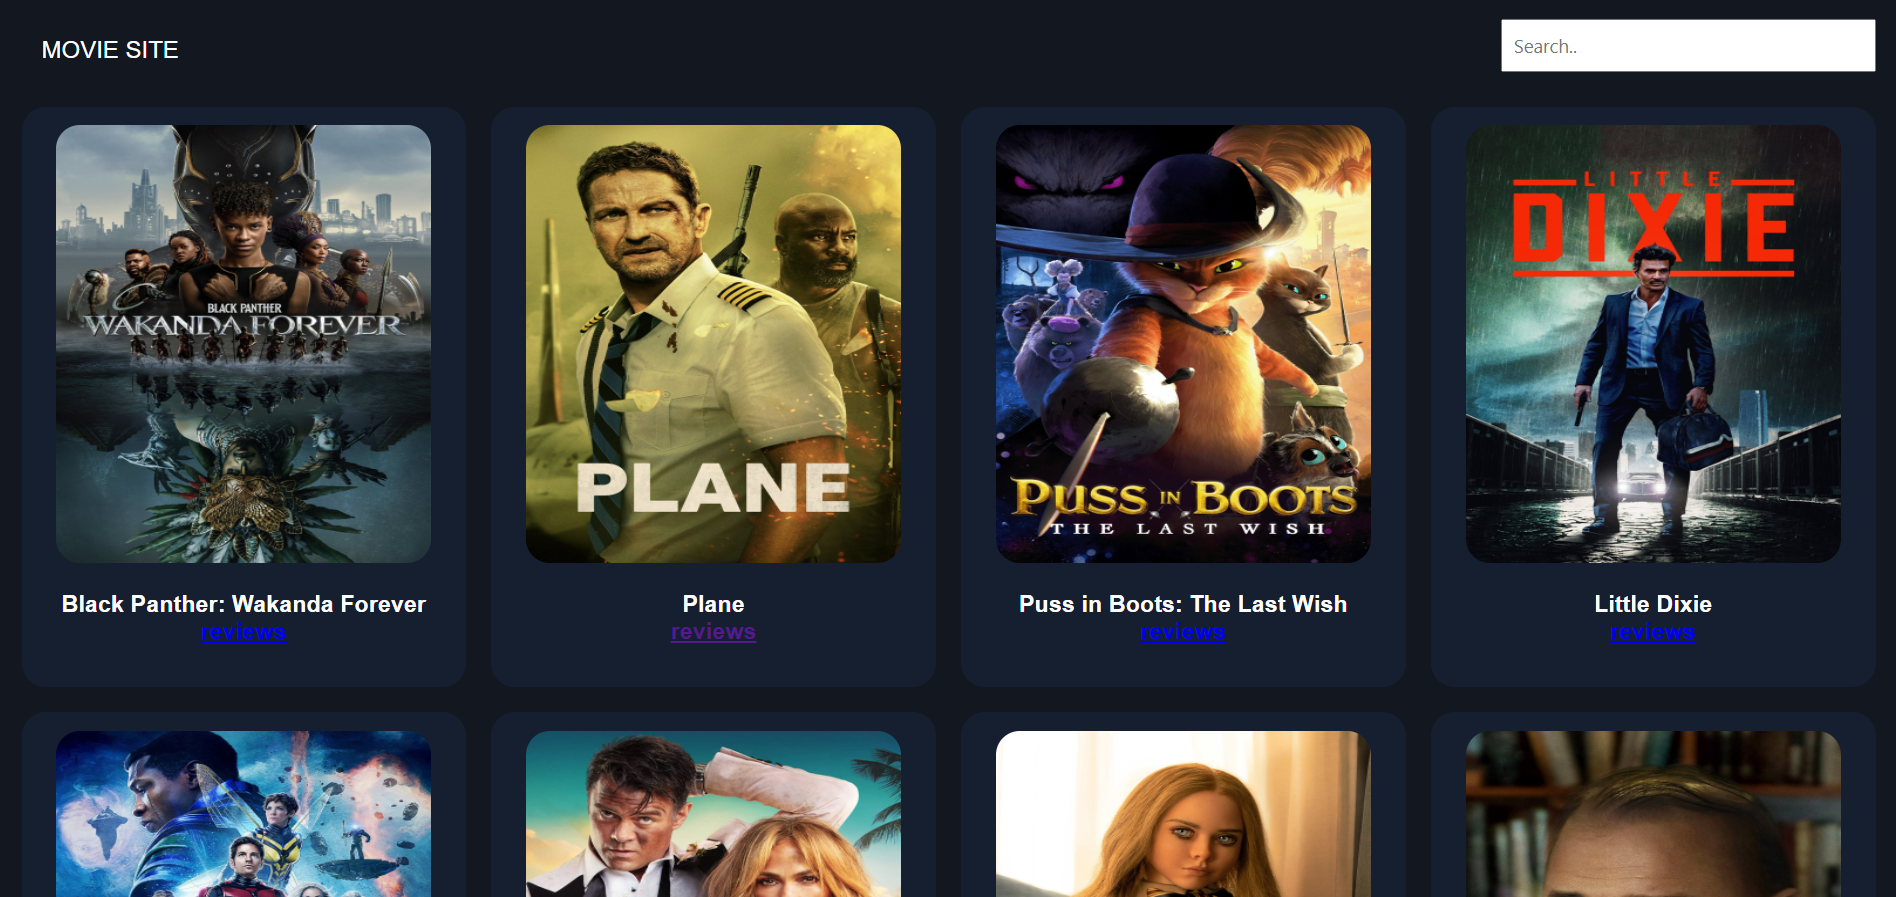 MOVIE SITE
Search..
BLACK PANTHER
WAKANDA FOREVER
PLANE
PUSS IN BOOTS
THE LAST WISH
LITTLE
DIXIE
Black Panther: Wakanda Forever
reviews
Plane
reviews
Puss in Boots: The Last Wish
reviews
Little Dixie
reviews